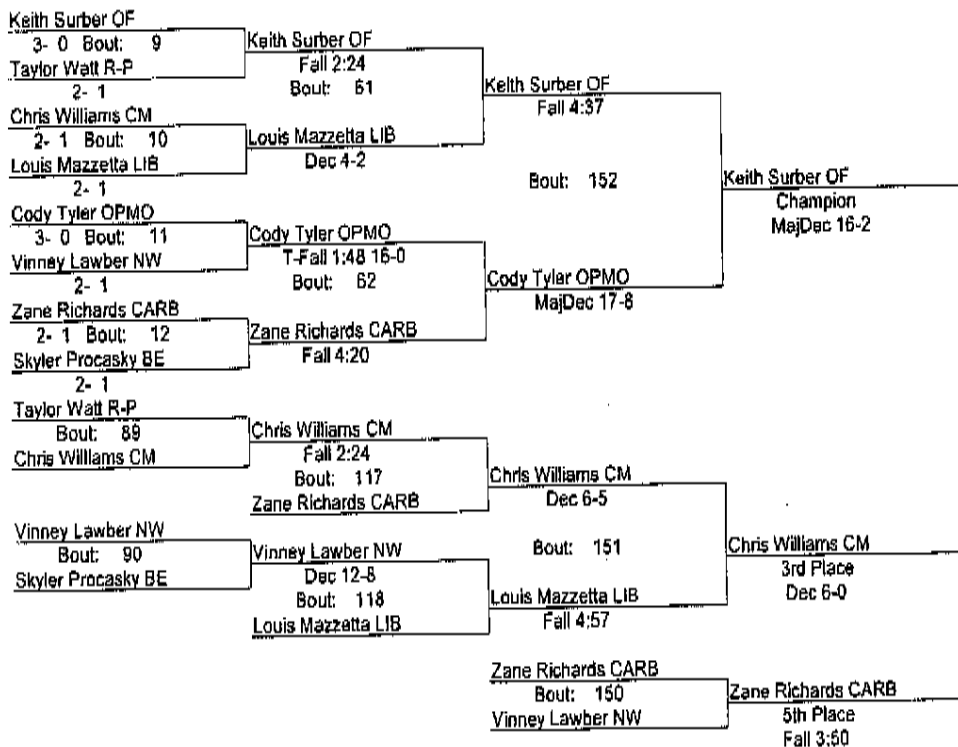 Keith Surber OF
3- 0 Bout: 9
Taylor Watt R-P
2- 1
Chris Williams CM
2- 1 Bout: 10
Louis Mazzetta LIB
2- 1
Cody Tyler OPMO
3- 0 Bout: 11
Vinney Lawber NW
2- 1
Zane Richards CARB
2- 1 Bout: 12
Skyler Procasky BE
2- 1
Keith Surber OF
Fall 2:24
Bout: 61
Louis Mazzetta LIB
Dec 4-2
Cody Tyler OPMO
T-Fall 1:48 16-0
Bout: 62
Zane Richards CARB
Fall 4:20
Keith Surber OF
Fall 4:37
Bout: 152
Cody Tyler OPMO
MajDec 17-8
Keith Surber OF
Champion
MajDec 16-2
Taylor Watt R-P
Bout: 89
Chris Williams CM
Vinney Lawber NW
Bout: 90
Skyler Procasky BE
Chris Williams CM
Fall 2:24
Bout: 117
Zane Richards CARB
Vinney Lawber NW
Dec 12-8
Bout: 118
Louis Mazzetta LIB
Chris Williams CM
Dec 6-5
Bout: 151
Louis Mazzetta LIB
Fall 4:57
Chris Williams CM
3rd Place
Dec 6-0
Zane Richards CARB
Bout: 150
Vinney Lawber NW
Zane Richards CARB
5th Place
Fall 3:50